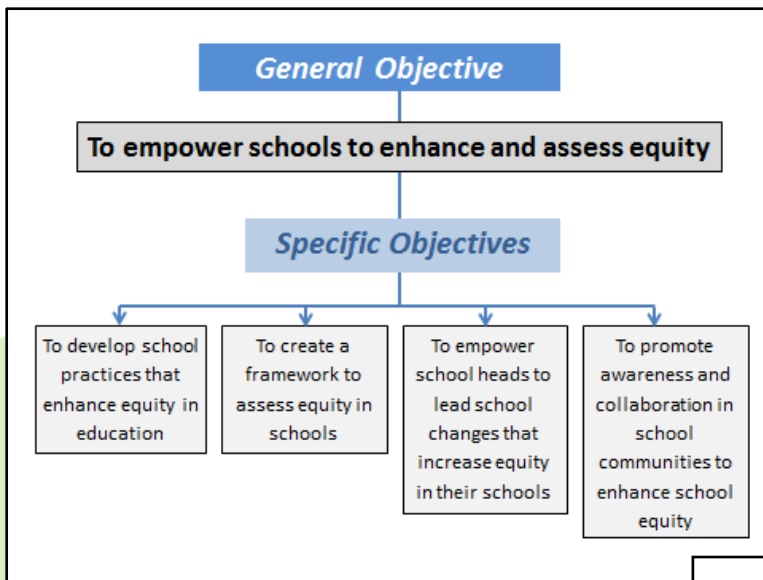 General Objective
To empower schools to enhance and assess equity
Specific Objectives
To develop school
practices that
enhance equity in
education
To create a
framework to
assess equity in
schools
To empower
school heads to
lead school
changes that
increase equity
in their schools
To promote
awareness and
collaboration in
school
communities to
enhance school
equity